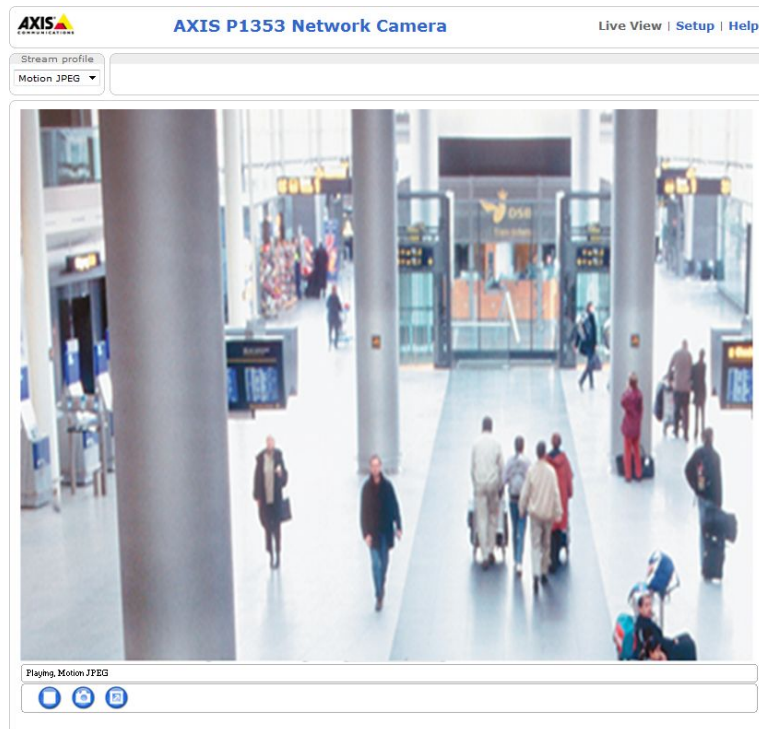 AXIS
COMMUNICATIONS
AXIS P1353 Network Camera
Live View | Setup | Help
Stream profile
Motion JPEG
DSB
Playing, Motion JPEG